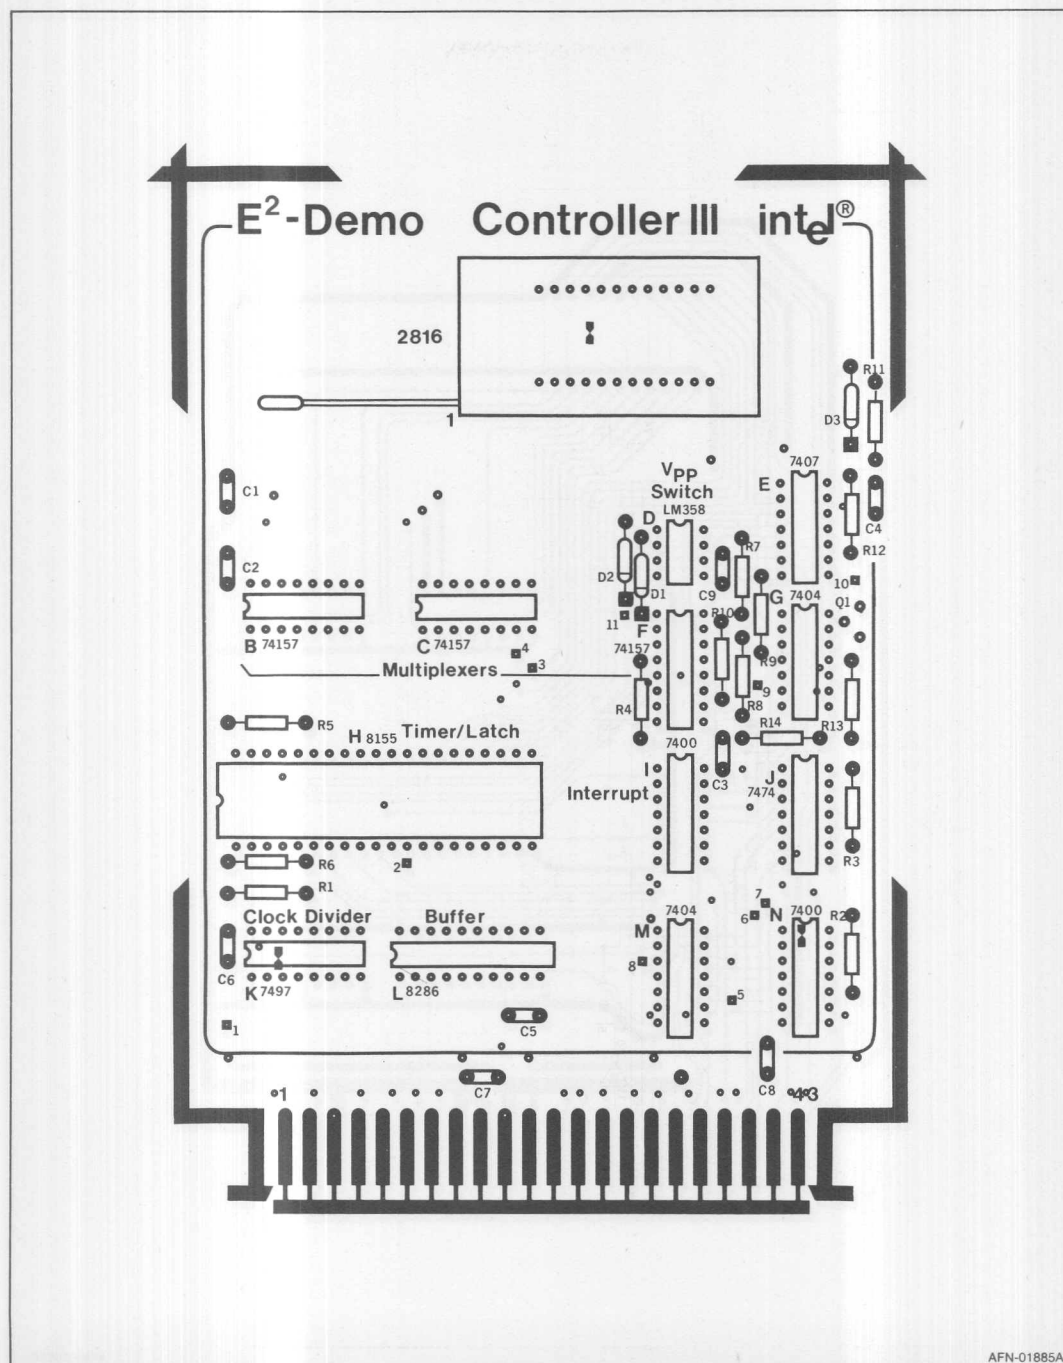 E2-Demo Controller III intel®
2816
1
R11
D3
C1
VPP
Switch
LM358
7407
E
D
C4
R12
C2
D2
D1
C9
R7
10
G
7404
Q1
11
F
R10
B 74157
C 74157
4
3
74157
Multiplexers
R9
9
R4
R8
R5
H 8155 Timer/Latch
R14
R13
7400
I
Interrupt
C3
J
7474
R6
2
R3
R1
Clock Divider
Buffer
7404
7
6
N
7400
R2
M
8
C6
K 7497
L 8286
5
1
C5
C7
C8
1
43
AFN-01885A